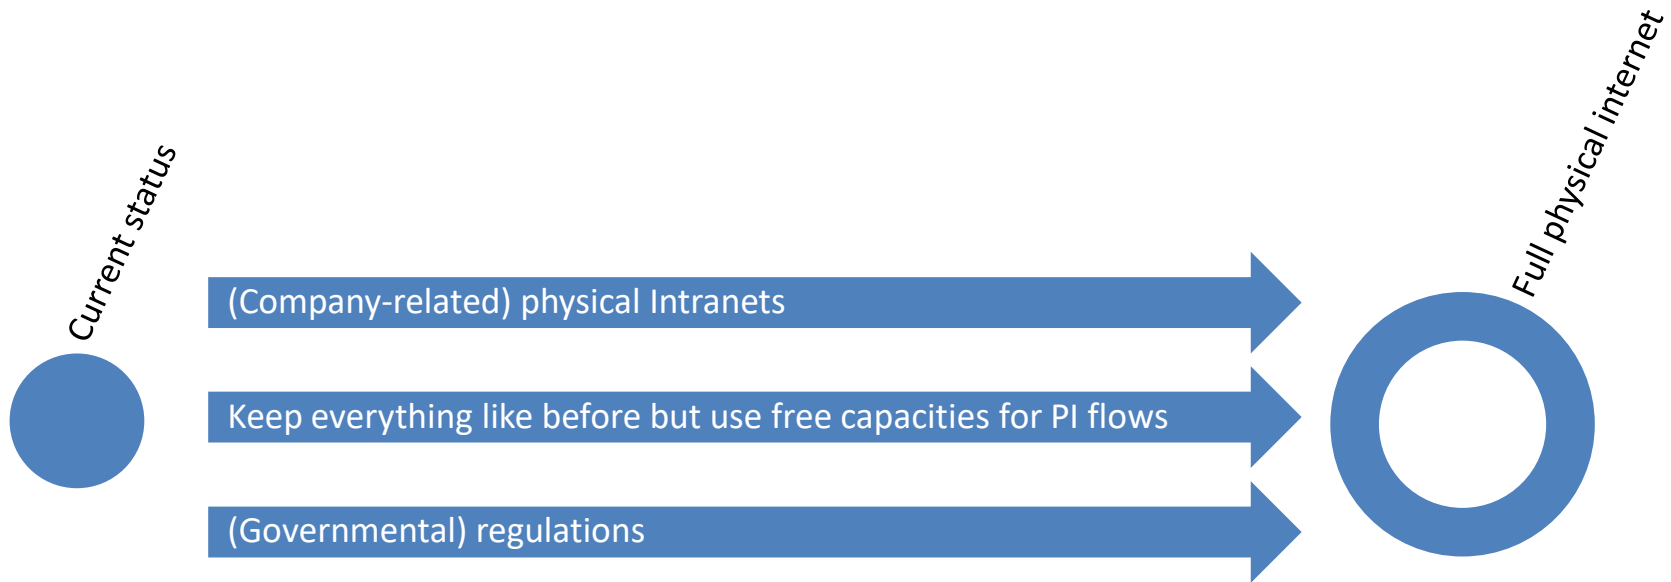 Current status
Full physical internet
(Company-related) physical Intranets
Keep everything like before but use free capacities for PI flows
(Governmental) regulations